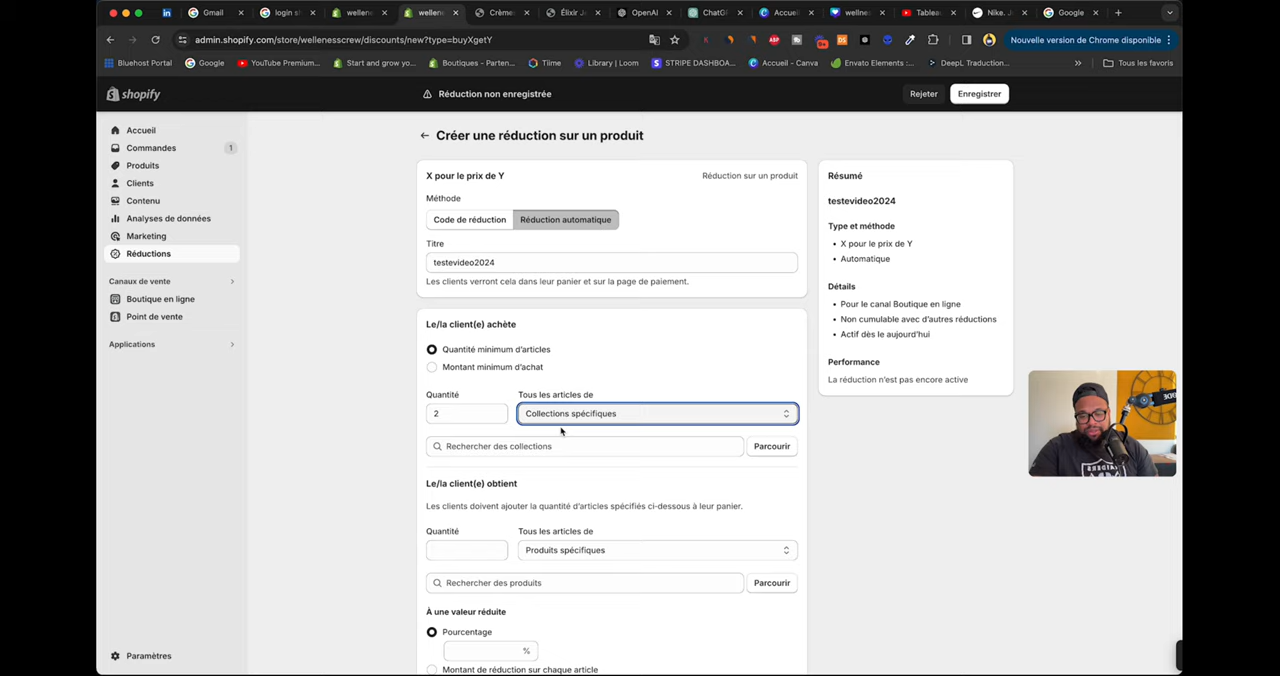 Gmail
login sh
wellene
wellene
Crème
Élixir J
OpenAI
ChatG
Accueil
wellne
Tableau
Nike. J
Google
admin.shopify.com/store/wellenesscrew/discounts/new?type=buyXgetY
Nouvelle version de Chrome disponible
Bluehost Portal
Google
YouTube Premium...
Start and grow yo...
Boutiques - Parten...
Tiime
Library | Loom
STRIPE DASHBOA...
Accueil - Canva
Envato Elements :...
DeepL Traduction...
Tous les favoris
shopify
Réduction non enregistrée
Rejeter
Enregistrer
Accueil
Commandes
1
Produits
Clients
Contenu
Analyses de données
Marketing
Réductions
Canaux de vente
Boutique en ligne
Point de vente
Applications
Paramètres
Créer une réduction sur un produit
X pour le prix de Y
Réduction sur un produit
Méthode
Code de réduction
Réduction automatique
Titre
testevideo2024
Les clients verront cela dans leur panier et sur la page de paiement.
Le/la client(e) achète
Quantité minimum d'articles
Montant minimum d'achat
Quantité
Tous les articles de
2
Collections spécifiques
Rechercher des collections
Parcourir
Le/la client(e) obtient
Les clients doivent ajouter la quantité d'articles spécifiés ci-dessous à leur panier.
Quantité
Tous les articles de
Produits spécifiques
Rechercher des produits
Parcourir
À une valeur réduite
Pourcentage
%
Montant de réduction sur chaque article
Résumé
testevideo2024
Type et méthode
• X pour le prix de Y
• Automatique
Détails
• Pour le canal Boutique en ligne
• Non cumulable avec d'autres réductions
• Actif dès le aujourd'hui
Performance
La réduction n'est pas encore active
RAIDERS